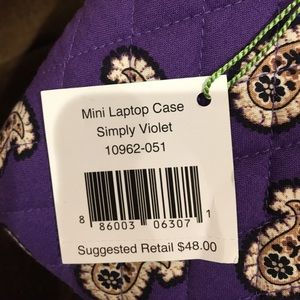 Mini Laptop Case
Simply Violet
10962-051
8 86003 06307 1
Suggested Retail $48.00